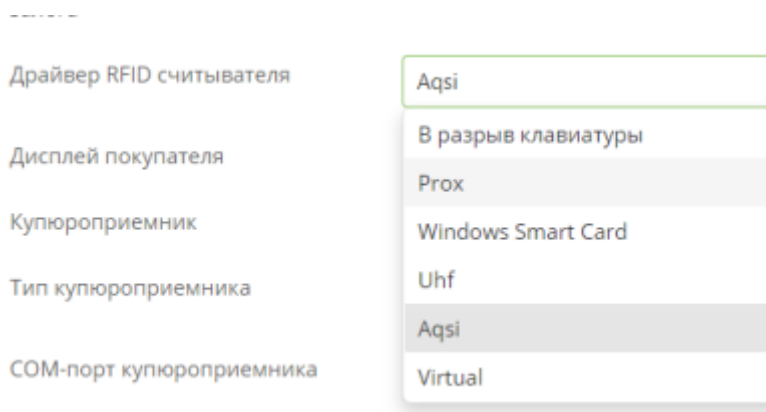 Драйвер RFID считывателя
Aqsi
В разрыв клавиатуры
Дисплей покупателя
Prox
Купюроприемник
Windows Smart Card
Uhf
Тип купюроприемника
Aqsi
COM-порт купюроприемника
Virtual